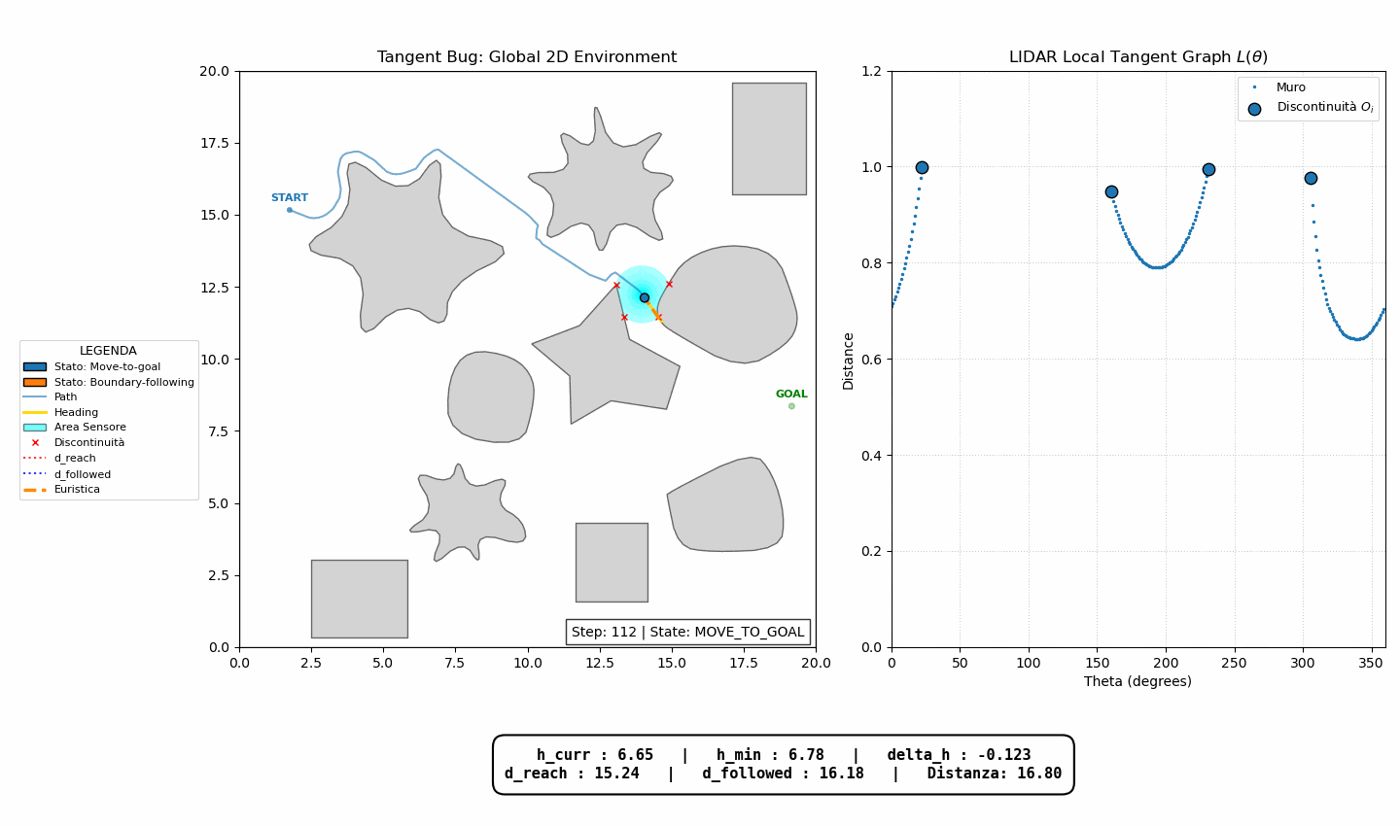 Tangent Bug: Global 2D Environment
20.0
17.5
15.0
12.5
10.0
7.5
5.0
2.5
0.0
0.0 2.5 5.0 7.5 10.0 12.5 15.0 17.5 20.0
START
GOAL
Step: 112 | State: MOVE_TO_GOAL
LEGENDA
Stato: Move-to-goal
Stato: Boundary-following
Path
Heading
Area Sensore
Discontinuità
d_reach
d_followed
Euristica
LIDAR Local Tangent Graph L(θ)
Muro
Discontinuità Oi
Distance
1.2
1.0
0.8
0.6
0.4
0.2
0.0
0 50 100 150 200 250 300 350
Theta (degrees)
h_curr : 6.65 | h_min : 6.78 | delta_h : -0.123
d_reach : 15.24 | d_followed : 16.18 | Distanza: 16.80